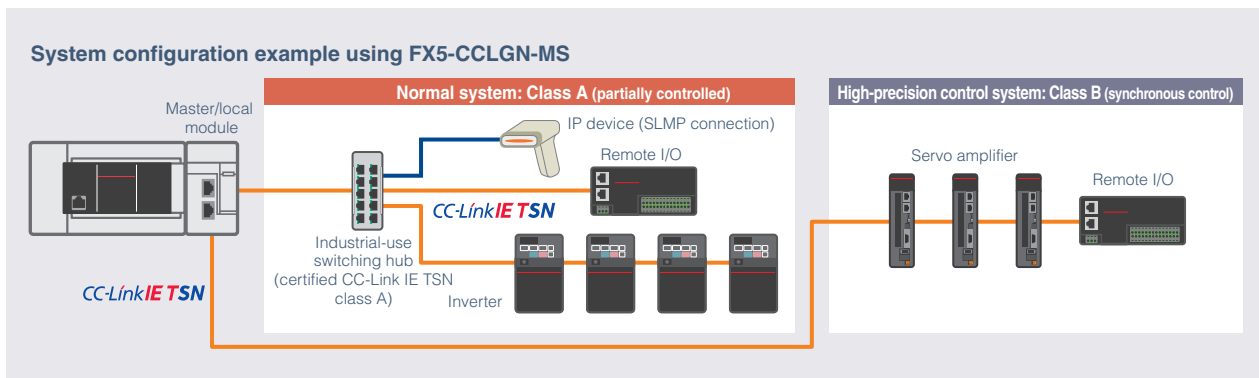 System configuration example using FX5-CCLGN-MS
Master/local
module
Normal system: Class A (partially controlled)
IP device (SLMP connection)
Remote I/O
CC-Link IE TSN
Industrial-use
switching hub
(certified CC-Link IE TSN
class A)
Inverter
CC-Link IE TSN
High-precision control system: Class B (synchronous control)
Servo amplifier
Remote I/O